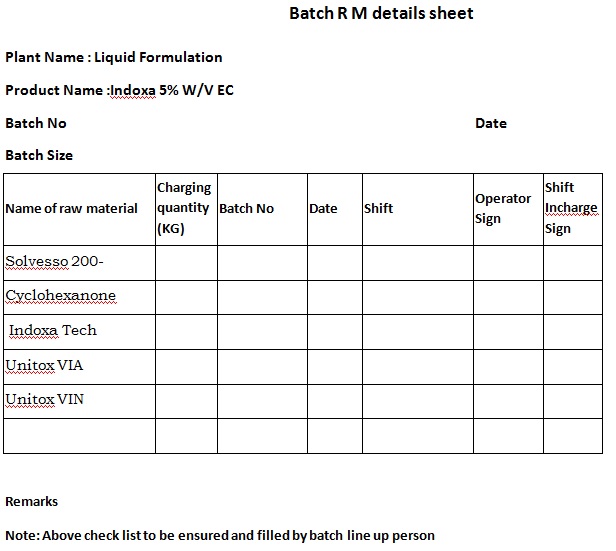 Batch R M details sheet
Plant Name : Liquid Formulation
Product Name :Indoxa 5% W/V EC
Batch No Date
Batch Size
Name of raw material Charging quantity (KG) Batch No Date Shift Operator Sign Shift Incharge Sign
Solvesso 200-
Cyclohexanone
Indoxa Tech
Unitox VIA
Unitox VIN
Remarks
Note: Above check list to be ensured and filled by batch line up person